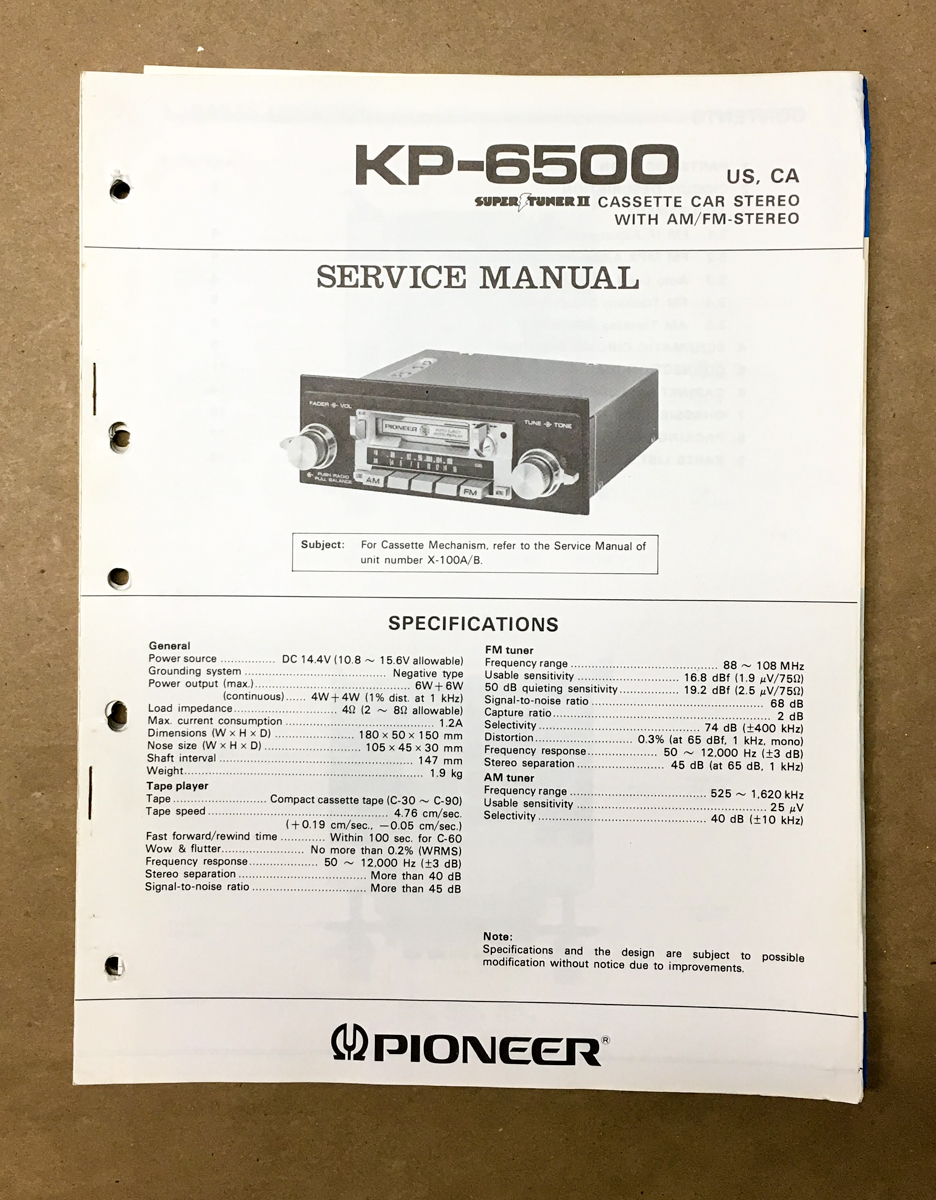 KP-6500 US, CA
SUPER TUNER II CASSETTE CAR STEREO
WITH AM/FM-STEREO
SERVICE MANUAL
FADER VOL
TUNE TONE
PIONEER
AUTO EJECT
AUTO REPLAY
PUSH RADIO
PULL BALANCE
AM
FM
Subject: For Cassette Mechanism, refer to the Service Manual of
unit number X-100A/B.
SPECIFICATIONS
General
Power source ............... DC 14.4V (10.8 ~ 15.6V allowable)
Grounding system ....................................... Negative type
Power output (max.) ........................................... 6W+6W
(continuous) ...... 4W+4W (1% dist. at 1 kHz)
Load impedance .............................. 4Ω (2 ~ 8Ω allowable)
Max. current consumption .......................................... 1.2A
Dimensions (W × H × D) ....................... 180 × 50 × 150 mm
Nose size (W × H × D) ........................... 105 × 45 × 30 mm
Shaft interval ......................................................... 147 mm
Weight .................................................................. 1.9 kg
Tape player
Tape .......................... Compact cassette tape (C-30 ~ C-90)
Tape speed .................................................. 4.76 cm/sec.
(+0.19 cm/sec., −0.05 cm/sec.)
Fast forward/rewind time ............ Within 100 sec. for C-60
Wow & flutter ....................... No more than 0.2% (WRMS)
Frequency response ................... 50 ~ 12,000 Hz (±3 dB)
Stereo separation .................................... More than 40 dB
Signal-to-noise ratio ................................ More than 45 dB
FM tuner
Frequency range ......................................... 88 ~ 108 MHz
Usable sensitivity .............................. 16.8 dBf (1.9 μV/75Ω)
50 dB quieting sensitivity ................ 19.2 dBf (2.5 μV/75Ω)
Signal-to-noise ratio ................................................. 68 dB
Capture ratio .............................................................. 2 dB
Selectivity .............................................. 74 dB (±400 kHz)
Distortion ............................ 0.3% (at 65 dBf, 1 kHz, mono)
Frequency response .................... 50 ~ 12,000 Hz (±3 dB)
Stereo separation ........................ 45 dB (at 65 dB, 1 kHz)
AM tuner
Frequency range ...................................... 525 ~ 1,620 kHz
Usable sensitivity ...................................................... 25 μV
Selectivity ................................................ 40 dB (±10 kHz)
Note:
Specifications and the design are subject to possible
modification without notice due to improvements.
PIONEER®